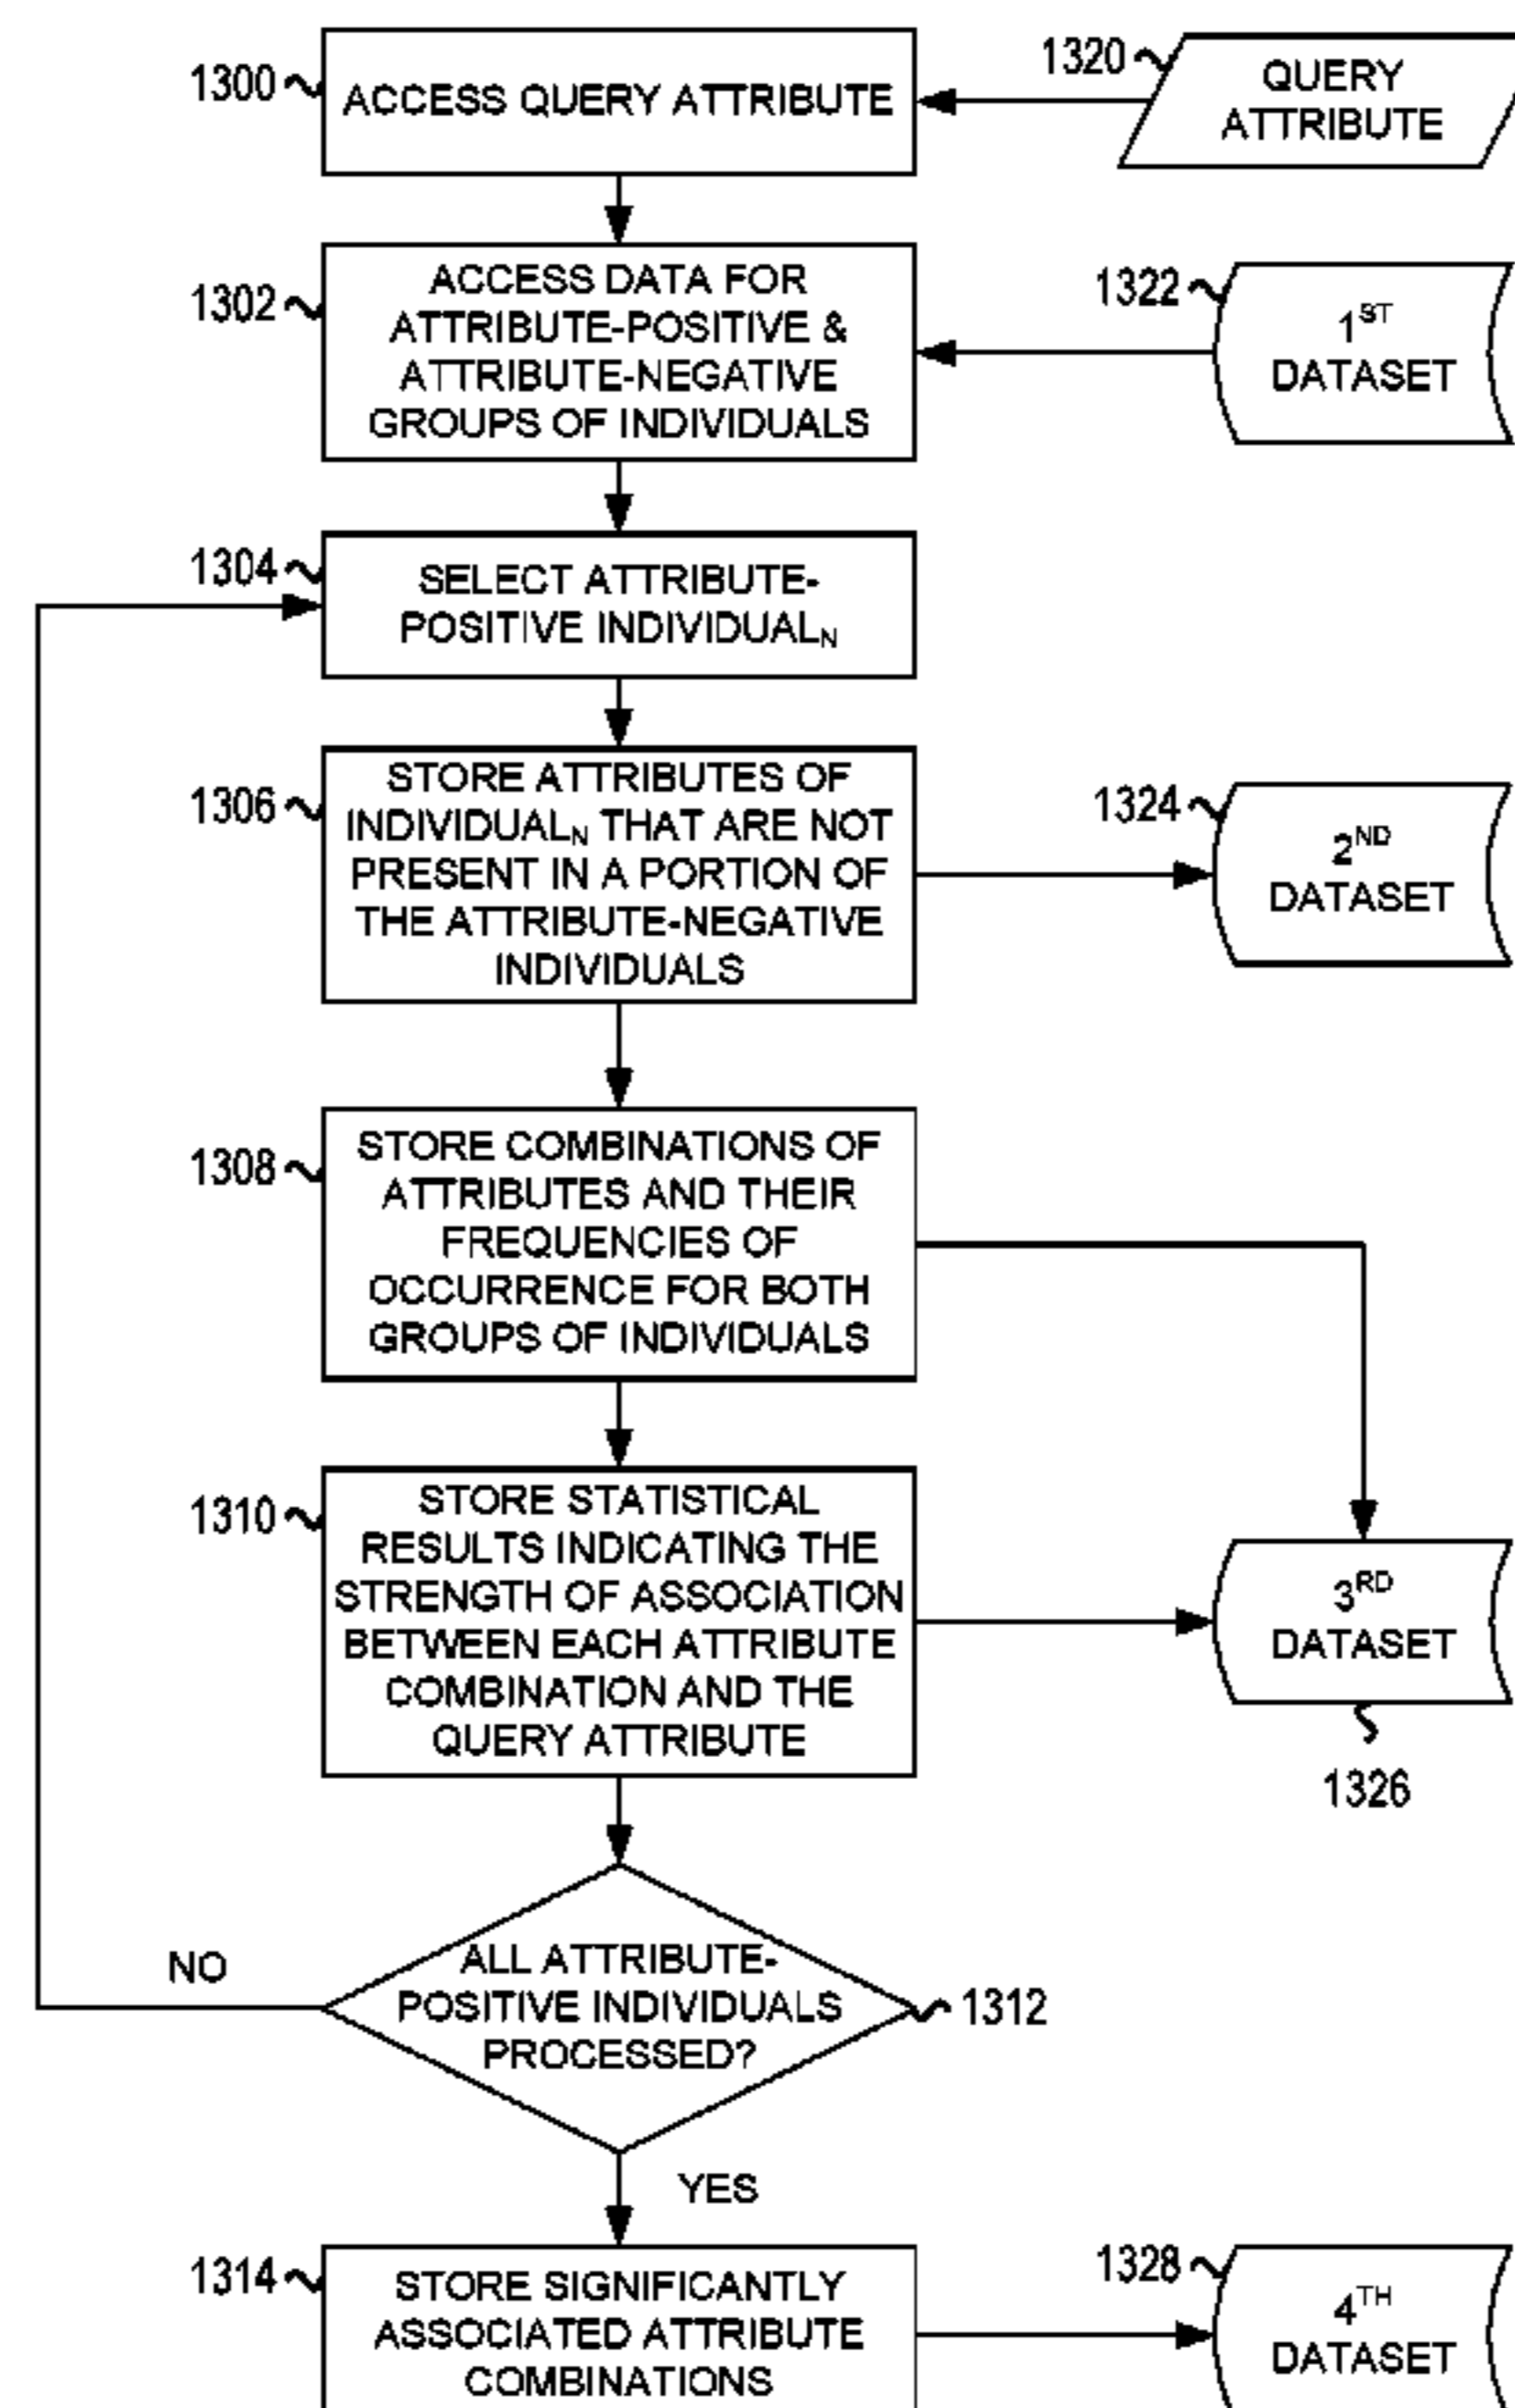 1300
ACCESS QUERY ATTRIBUTE
1320
QUERY
ATTRIBUTE
1302
ACCESS DATA FOR
ATTRIBUTE-POSITIVE &
ATTRIBUTE-NEGATIVE
GROUPS OF INDIVIDUALS
1322
1ST
DATASET
1304
SELECT ATTRIBUTE-
POSITIVE INDIVIDUALN
1306
STORE ATTRIBUTES OF
INDIVIDUALN THAT ARE NOT
PRESENT IN A PORTION OF
THE ATTRIBUTE-NEGATIVE
INDIVIDUALS
1324
2ND
DATASET
1308
STORE COMBINATIONS OF
ATTRIBUTES AND THEIR
FREQUENCIES OF
OCCURRENCE FOR BOTH
GROUPS OF INDIVIDUALS
1310
STORE STATISTICAL
RESULTS INDICATING THE
STRENGTH OF ASSOCIATION
BETWEEN EACH ATTRIBUTE
COMBINATION AND THE
QUERY ATTRIBUTE
3RD
DATASET
1326
NO
ALL ATTRIBUTE-
POSITIVE INDIVIDUALS
PROCESSED?
1312
YES
1314
STORE SIGNIFICANTLY
ASSOCIATED ATTRIBUTE
COMBINATIONS
1328
4TH
DATASET